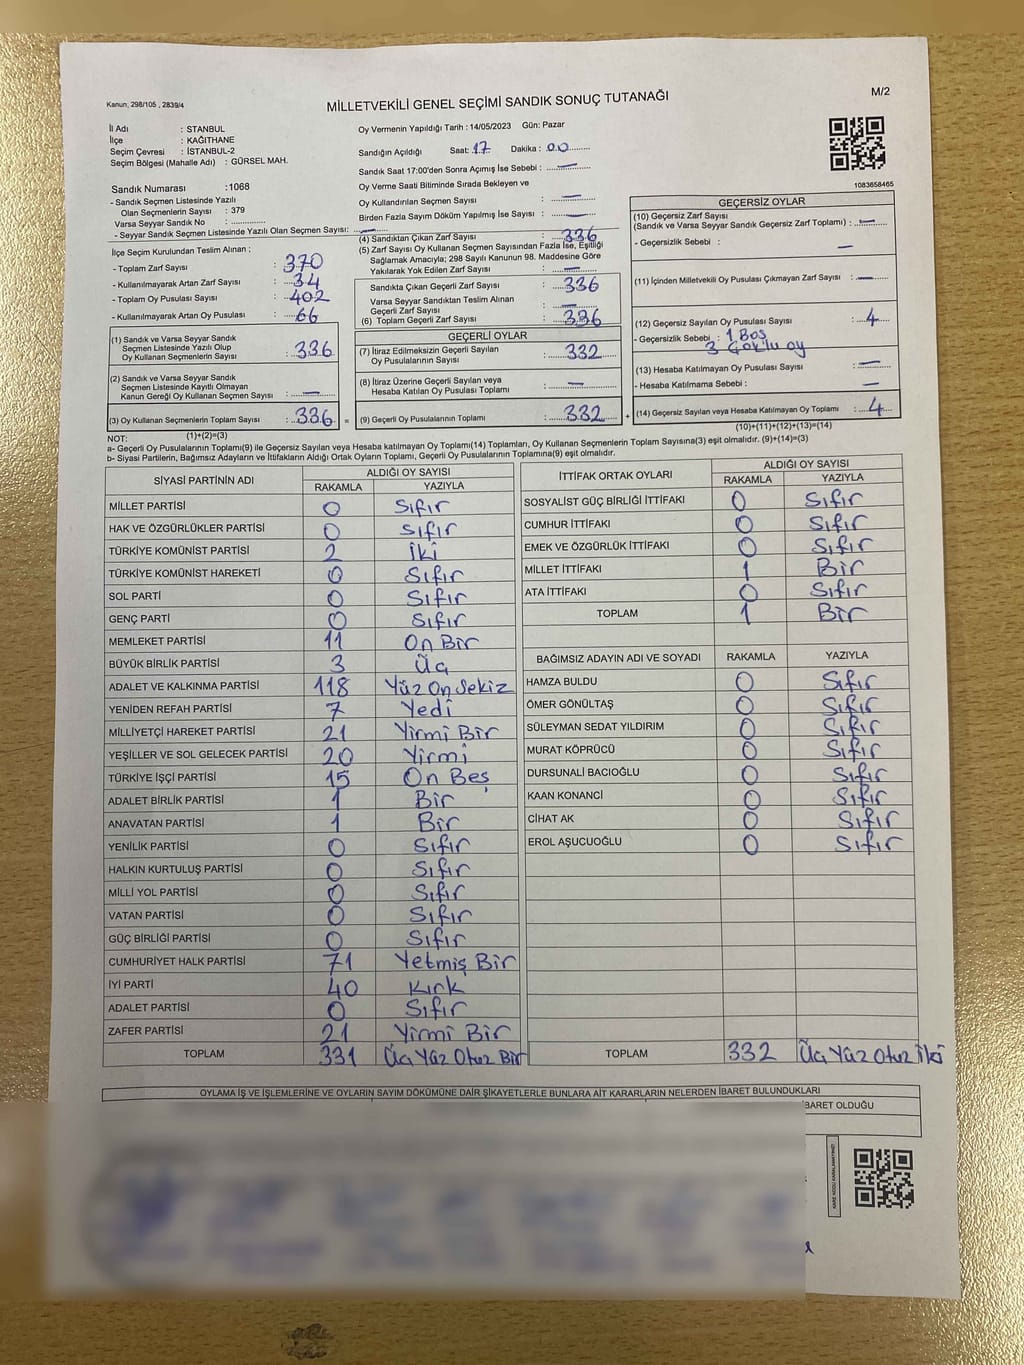 Kanun, 298/105 , 2839/4
MİLLETVEKİLİ GENEL SEÇİMİ SANDIK SONUÇ TUTANAĞI
M/2
İl Adı : STANBUL
İlçe : KAĞITHANE
Seçim Çevresi : İSTANBUL-2
Seçim Bölgesi (Mahalle Adı) : GÜRSEL MAH.
Sandık Numarası :1068
- Sandık Seçmen Listesinde Yazılı
Olan Seçmenlerin Sayısı : 379
Varsa Seyyar Sandık No :
- Seyyar Sandık Seçmen Listesinde Yazılı Olan Seçmen Sayısı: —
Oy Vermenin Yapıldığı Tarih : 14/05/2023 Gün: Pazar
Sandığın Açıldığı Saat: 17 Dakika : 00
Sandık Saat 17:00'den Sonra Açımış İse Sebebi : —
Oy Verme Saati Bitiminde Sırada Bekleyen ve
Oy Kullandırılan Seçmen Sayısı : —
Birden Fazla Sayım Döküm Yapılmış İse Sayısı : —
1083658465
İlçe Seçim Kurulundan Teslim Alınan :
- Toplam Zarf Sayısı : 370
- Kullanılmayarak Artan Zarf Sayısı : 34
- Toplam Oy Pusulası Sayısı : 402
- Kullanılmayarak Artan Oy Pusulası : 66
(1) Sandık ve Varsa Seyyar Sandık
Seçmen Listesinde Yazılı Olup
Oy Kullanan Seçmenlerin Sayısı : 336
(2) Sandık ve Varsa Seyyar Sandık
Seçmen Listesinde Kayıtlı Olmayan
Kanun Gereği Oy Kullanan Seçmen Sayısı : —
(3) Oy Kullanan Seçmenlerin Toplam Sayısı : 336 =
(1)+(2)=(3)
(4) Sandıktan Çıkan Zarf Sayısı : 336
(5) Zarf Sayısı Oy Kullanan Seçmen Sayısından Fazla İse, Eşitliği
Sağlamak Amacıyla; 298 Sayılı Kanunun 98. Maddesine Göre
Yakılarak Yok Edilen Zarf Sayısı : —
Sandıkta Çıkan Geçerli Zarf Sayısı : 336
Varsa Seyyar Sandıktan Teslim Alınan
Geçerli Zarf Sayısı : —
(6) Toplam Geçerli Zarf Sayısı : 336
GEÇERLİ OYLAR
(7) İtiraz Edilmeksizin Geçerli Sayılan
Oy Pusulalarının Sayısı : 332
(8) İtiraz Üzerine Geçerli Sayılan veya
Hesaba Katılan Oy Pusulası Toplamı : —
(9) Geçerli Oy Pusulalarının Toplamı : 332 +
GEÇERSİZ OYLAR
(10) Geçersiz Zarf Sayısı
(Sandık ve Varsa Seyyar Sandık Geçersiz Zarf Toplamı) : —
- Geçersizlik Sebebi : —
(11) İçinden Milletvekili Oy Pusulası Çıkmayan Zarf Sayısı : —
(12) Geçersiz Sayılan Oy Pusulası Sayısı : 4
- Geçersizlik Sebebi : 1 Boş
3 Çok'lu oy
(13) Hesaba Katılmayan Oy Pusulası Sayısı : —
- Hesaba Katılmama Sebebi : —
(14) Geçersiz Sayılan veya Hesaba Katılmayan Oy Toplamı : 4
(10)+(11)+(12)+(13)=(14)
NOT:
a- Geçerli Oy Pusulalarının Toplamı(9) ile Geçersiz Sayılan veya Hesaba katılmayan Oy Toplamı(14) Toplamları, Oy Kullanan Seçmenlerin Toplam Sayısına(3) eşit olmalıdır. (9)+(14)=(3)
b- Siyasi Partilerin, Bağımsız Adayların ve İttifakların Aldığı Ortak Oyların Toplamı, Geçerli Oy Pusulalarının Toplamına(9) eşit olmalıdır.
SİYASİ PARTİNİN ADI ALDIĞI OY SAYISI
RAKAMLA YAZIYLA
MİLLET PARTİSİ 0 Sıfır
HAK VE ÖZGÜRLÜKLER PARTİSİ 0 Sıfır
TÜRKİYE KOMÜNİST PARTİSİ 2 İki
TÜRKİYE KOMÜNİST HAREKETİ 0 Sıfır
SOL PARTİ 0 Sıfır
GENÇ PARTİ 0 Sıfır
MEMLEKET PARTİSİ 11 On Bir
BÜYÜK BİRLİK PARTİSİ 3 Üç
ADALET VE KALKINMA PARTİSİ 118 Yüz On Sekiz
YENİDEN REFAH PARTİSİ 7 Yedi
MİLLİYETÇİ HAREKET PARTİSİ 21 Yirmi Bir
YEŞİLLER VE SOL GELECEK PARTİSİ 20 Yirmi
TÜRKİYE İŞÇİ PARTİSİ 15 On Beş
ADALET BİRLİK PARTİSİ 1 Bir
ANAVATAN PARTİSİ 1 Bir
YENİLİK PARTİSİ 0 Sıfır
HALKIN KURTULUŞ PARTİSİ 0 Sıfır
MİLLİ YOL PARTİSİ 0 Sıfır
VATAN PARTİSİ 0 Sıfır
GÜÇ BİRLİĞİ PARTİSİ 0 Sıfır
CUMHURİYET HALK PARTİSİ 71 Yetmiş Bir
İYİ PARTİ 40 Kırk
ADALET PARTİSİ 0 Sıfır
ZAFER PARTİSİ 21 Yirmi Bir
TOPLAM 331 Üç Yüz Otuz Bir
İTTİFAK ORTAK OYLARI ALDIĞI OY SAYISI
RAKAMLA YAZIYLA
SOSYALİST GÜÇ BİRLİĞİ İTTİFAKI 0 Sıfır
CUMHUR İTTİFAKI 0 Sıfır
EMEK VE ÖZGÜRLÜK İTTİFAKI 0 Sıfır
MİLLET İTTİFAKI 1 Bir
ATA İTTİFAKI 0 Sıfır
TOPLAM 1 Bir
BAĞIMSIZ ADAYIN ADI VE SOYADI RAKAMLA YAZIYLA
HAMZA BULDU 0 Sıfır
ÖMER GÖNÜLTAŞ 0 Sıfır
SÜLEYMAN SEDAT YILDIRIM 0 Sıfır
MURAT KÖPRÜCÜ 0 Sıfır
DURSUNALİ BACIOĞLU 0 Sıfır
KAAN KONANCİ 0 Sıfır
CİHAT AK 0 Sıfır
EROL AŞUCUOĞLU 0 Sıfır
TOPLAM 332 Üç Yüz Otuz İki
OYLAMA İŞ VE İŞLEMLERİNE VE OYLARIN SAYIM DÖKÜMÜNE DAİR ŞİKAYETLERLE BUNLARA AİT KARARLARIN NELERDEN İBARET BULUNDUKLARI
İBARET OLDUĞU
KARE KODU KARALAMAYINIZ!